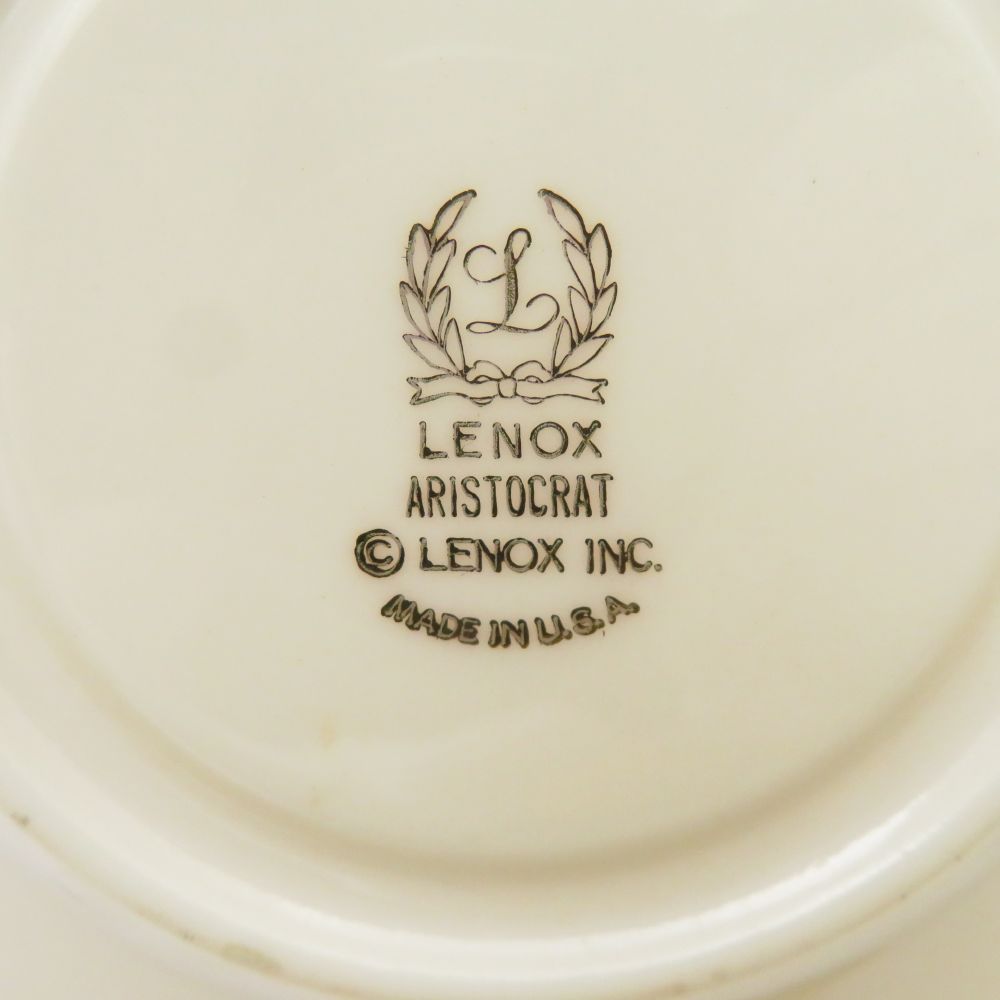 L
LENOX
ARISTOCRAT
© LENOX INC.
MADE IN U.S.A.